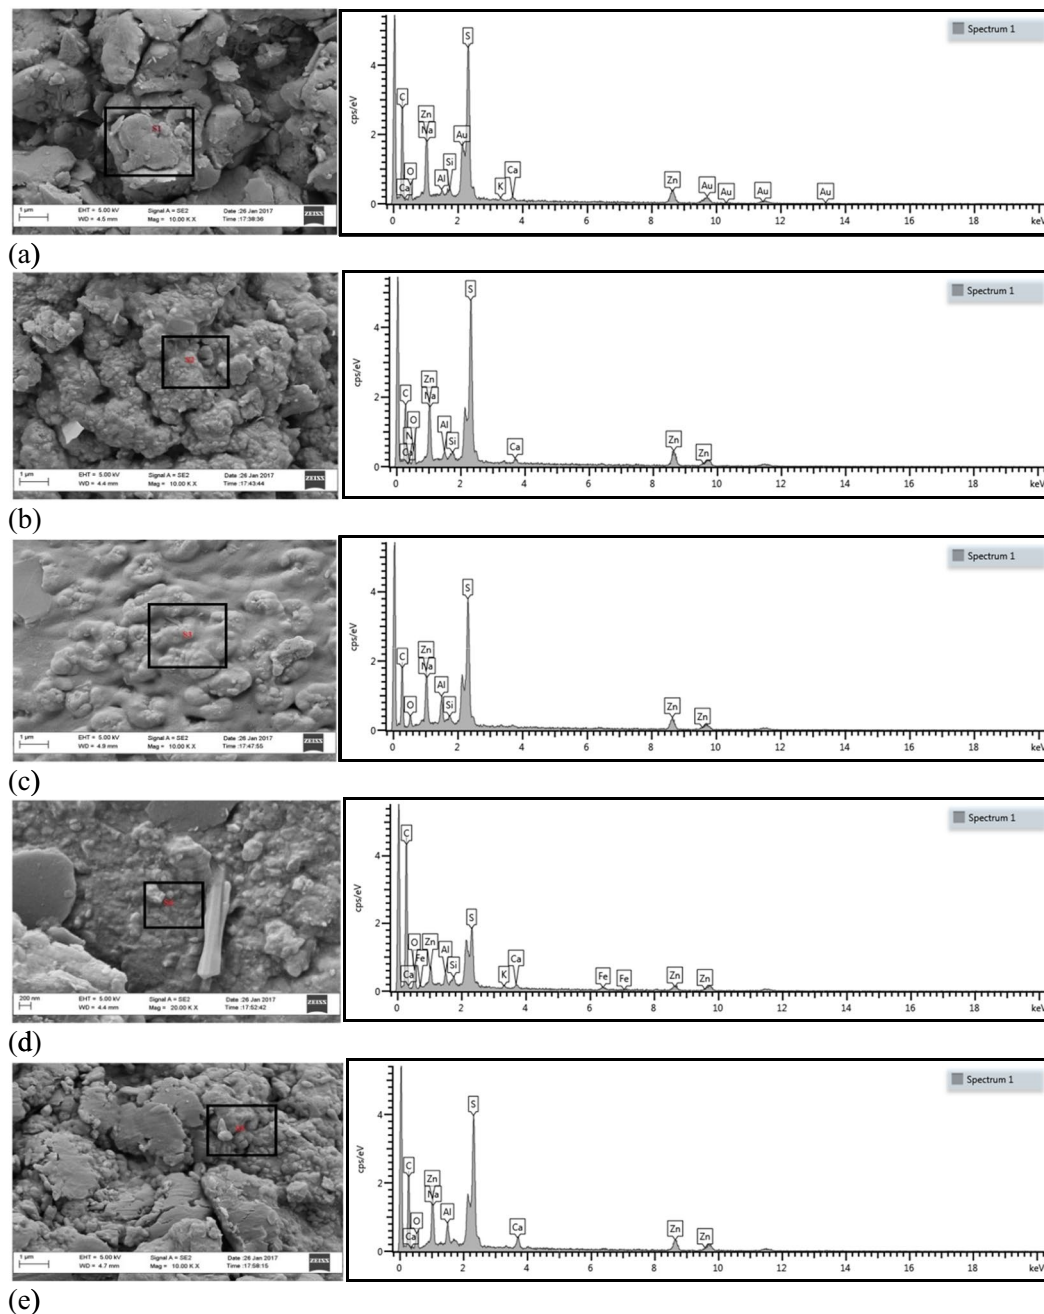 cps/eV
4
2
0
S
C
Zn
Na
Au
Si
O
Al
Ca
Ca
K
Zn
Au
Au
Au
Au
Spectrum 1
0 2 4 6 8 10 12 14 16 18 keV
S1
1 µm
EHT = 5.00 kV Signal A = SE2 Date :26 Jan 2017
WD = 4.5 mm Mag = 10.00 K X Time :17:38:36
ZEISS
(a)
cps/eV
4
2
0
S
Zn
Na
C
O
N
Al
Si
Ca
Zn
Zn
Spectrum 1
0 2 4 6 8 10 12 14 16 18 keV
1 µm
EHT = 5.00 kV Signal A = SE2 Date :26 Jan 2017
WD = 4.4 mm Mag = 10.00 K X Time :17:43:44
ZEISS
(b)
cps/eV
4
2
0
S
Zn
Na
C
Al
O
Si
Zn
Zn
Spectrum 1
0 2 4 6 8 10 12 14 16 18 keV
1 µm
EHT = 5.00 kV Signal A = SE2 Date :26 Jan 2017
WD = 4.9 mm Mag = 10.00 K X Time :17:47:55
ZEISS
(c)
cps/eV
4
2
0
C
S
O
Zn
Al
Fe
Si
Ca
K
Ca
Fe
Fe
Zn
Zn
Spectrum 1
0 2 4 6 8 10 12 14 16 18 keV
200 nm
EHT = 5.00 kV Signal A = SE2 Date :26 Jan 2017
WD = 4.4 mm Mag = 20.00 K X Time :17:52:42
ZEISS
(d)
cps/eV
4
2
0
S
C
Zn
Na
O
Al
Ca
Ca
Zn
Zn
Spectrum 1
0 2 4 6 8 10 12 14 16 18 keV
1 µm
EHT = 5.00 kV Signal A = SE2 Date :26 Jan 2017
WD = 4.7 mm Mag = 10.00 K X Time :17:58:15
ZEISS
(e)